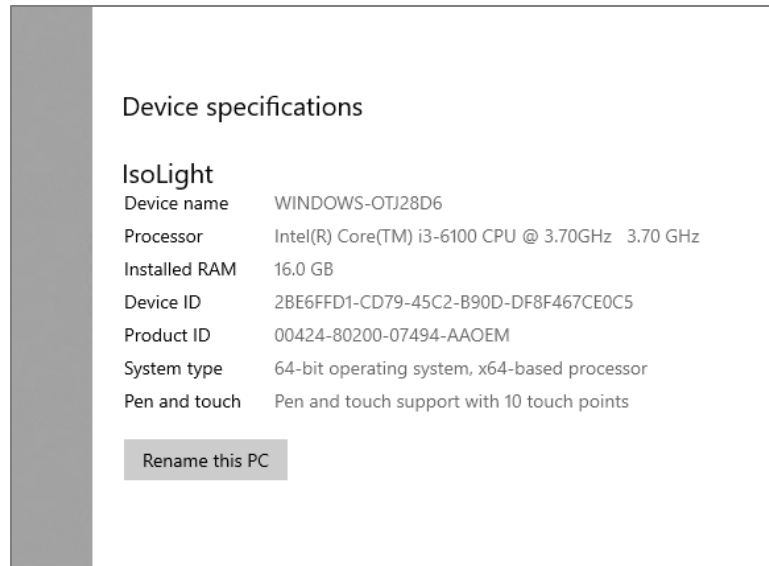 Device specifications
IsoLight
Device name WINDOWS-OTJ28D6
Processor Intel(R) Core(TM) i3-6100 CPU @ 3.70GHz 3.70 GHz
Installed RAM 16.0 GB
Device ID 2BE6FFD1-CD79-45C2-B90D-DF8F467CE0C5
Product ID 00424-80200-07494-AAOEM
System type 64-bit operating system, x64-based processor
Pen and touch Pen and touch support with 10 touch points
Rename this PC